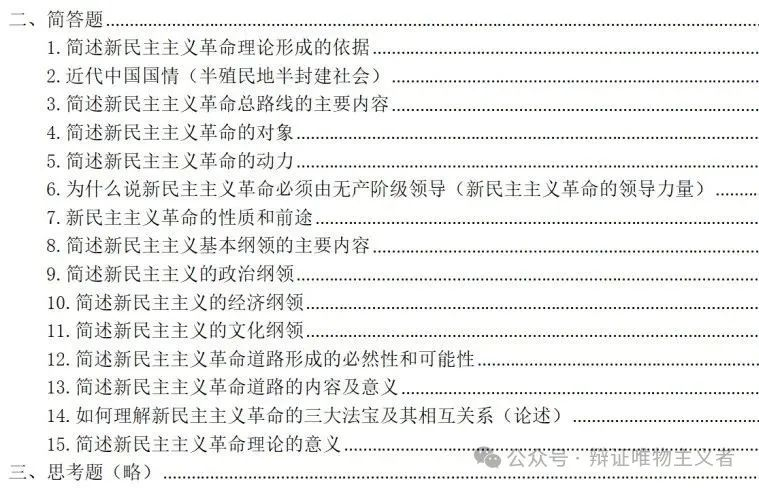 二、简答题
1.简述新民主主义革命理论形成的依据
2.近代中国国情（半殖民地半封建社会）
3.简述新民主主义革命总路线的主要内容
4.简述新民主主义革命的对象
5.简述新民主主义革命的动力
6.为什么说新民主主义革命必须由无产阶级领导（新民主主义革命的领导力量）
7.新民主主义革命的性质和前途
8.简述新民主主义基本纲领的主要内容
9.简述新民主主义的政治纲领
10.简述新民主主义的经济纲领
11.简述新民主主义的文化纲领
12.简述新民主主义革命道路形成的必然性和可能性
13.简述新民主主义革命道路的内容及意义
14.如何理解新民主主义革命的三大法宝及其相互关系（论述）
15.简述新民主主义革命理论的意义
三、思考题（略）
公众号·辩证唯物主义者